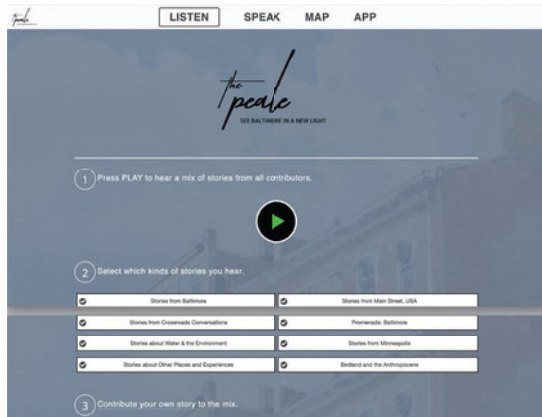 the peale
LISTEN SPEAK MAP APP
the
peale
SEE BALTIMORE IN A NEW LIGHT
1 Press PLAY to hear a mix of stories from all contributors.
2 Select which kinds of stories you hear.
Stories from Baltimore Stories from Main Street, USA
Stories from Crossroads Conversations Promenade: Baltimore
Stories about Water & the Environment Stories from Minneapolis
Stories about Other Places and Experiences Birdland and the Anthropocene
3 Contribute your own story to the mix.